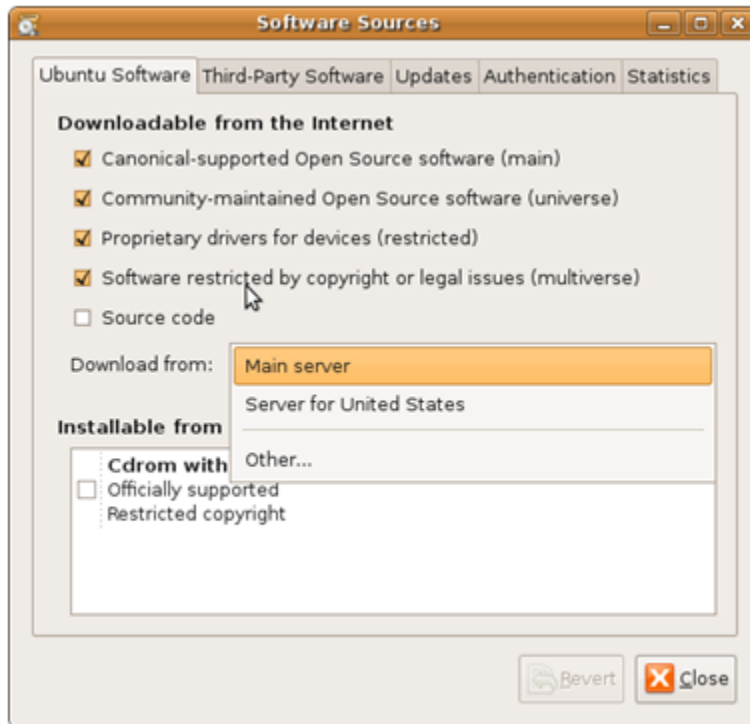 Software Sources
Ubuntu Software Third-Party Software Updates Authentication Statistics
Downloadable from the Internet
Canonical-supported Open Source software (main)
Community-maintained Open Source software (universe)
Proprietary drivers for devices (restricted)
Software restricted by copyright or legal issues (multiverse)
Source code
Download from: Main server
Server for United States
Installable from
Other...
Cdrom with
Officially supported
Restricted copyright
Revert Close